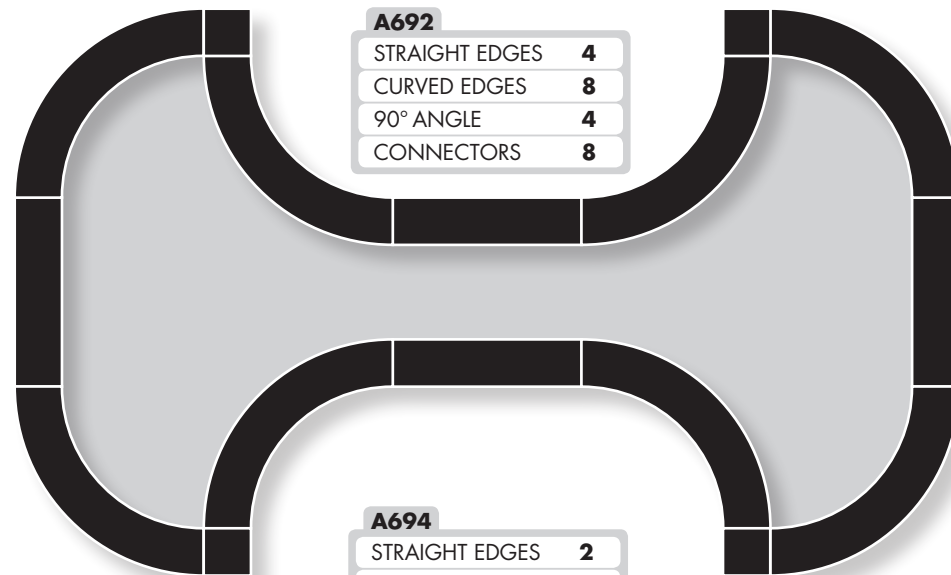 A692
STRAIGHT EDGES 4
CURVED EDGES 8
90° ANGLE 4
CONNECTORS 8
A694
STRAIGHT EDGES 2